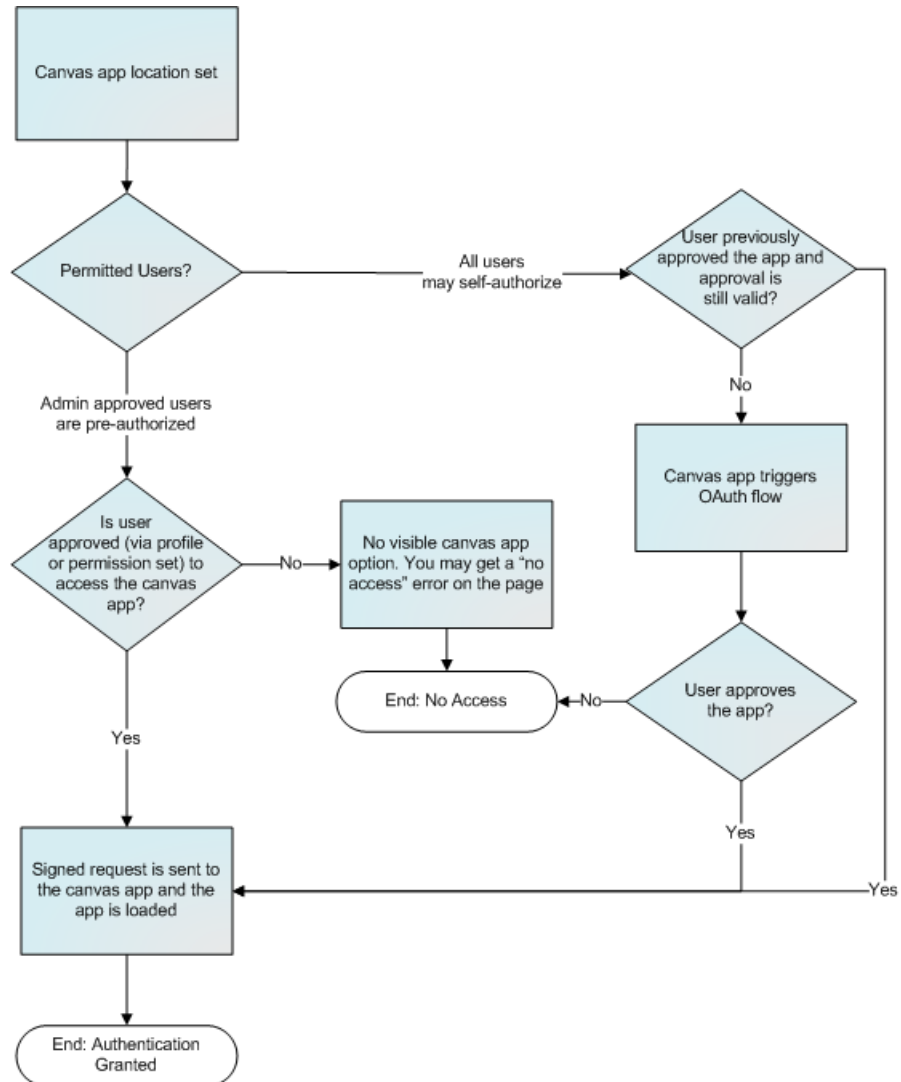 Canvas app location set
Permitted Users?
All users
may self-authorize
User previously
approved the app and
approval is
still valid?
No
Admin approved users
are pre-authorized
Canvas app triggers
OAuth flow
Is user
approved (via profile
or permission set) to
access the canvas
app?
No
No visible canvas app
option. You may get a “no
access” error on the page
End: No Access
No
User approves
the app?
Yes
Yes
Signed request is sent to
the canvas app and the
app is loaded
Yes
End: Authentication
Granted